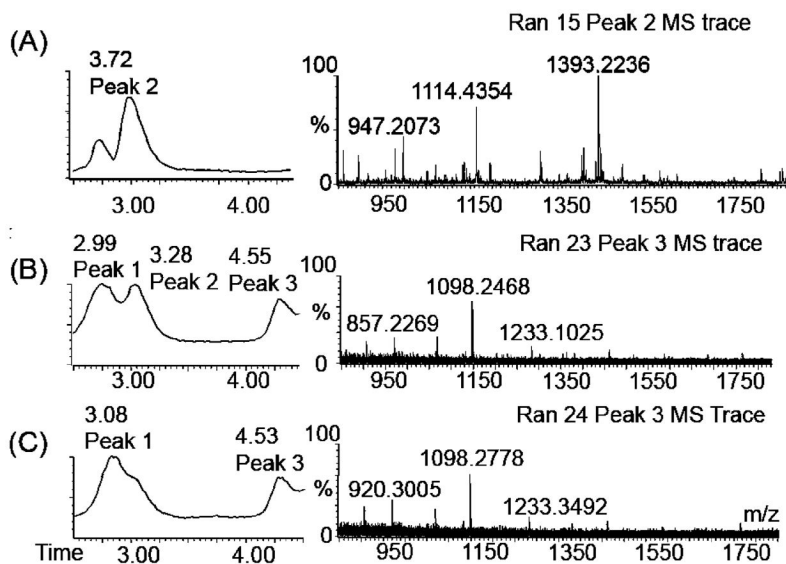 Ran 15 Peak 2 MS trace
(A)
3.72
Peak 2
100
%
0
947.2073
1114.4354
1393.2236
3.00 4.00
950 1150 1350 1550 1750
:
Ran 23 Peak 3 MS trace
(B)
2.99
Peak 1
3.28
Peak 2
4.55
Peak 3
100
%
0
857.2269
1098.2468
1233.1025
3.00 4.00
950 1150 1350 1550 1750
Ran 24 Peak 3 MS Trace
(C)
3.08
Peak 1
4.53
Peak 3
100
%
0
920.3005
1098.2778
1233.3492
m/z
Time 3.00 4.00
950 1150 1350 1550 1750